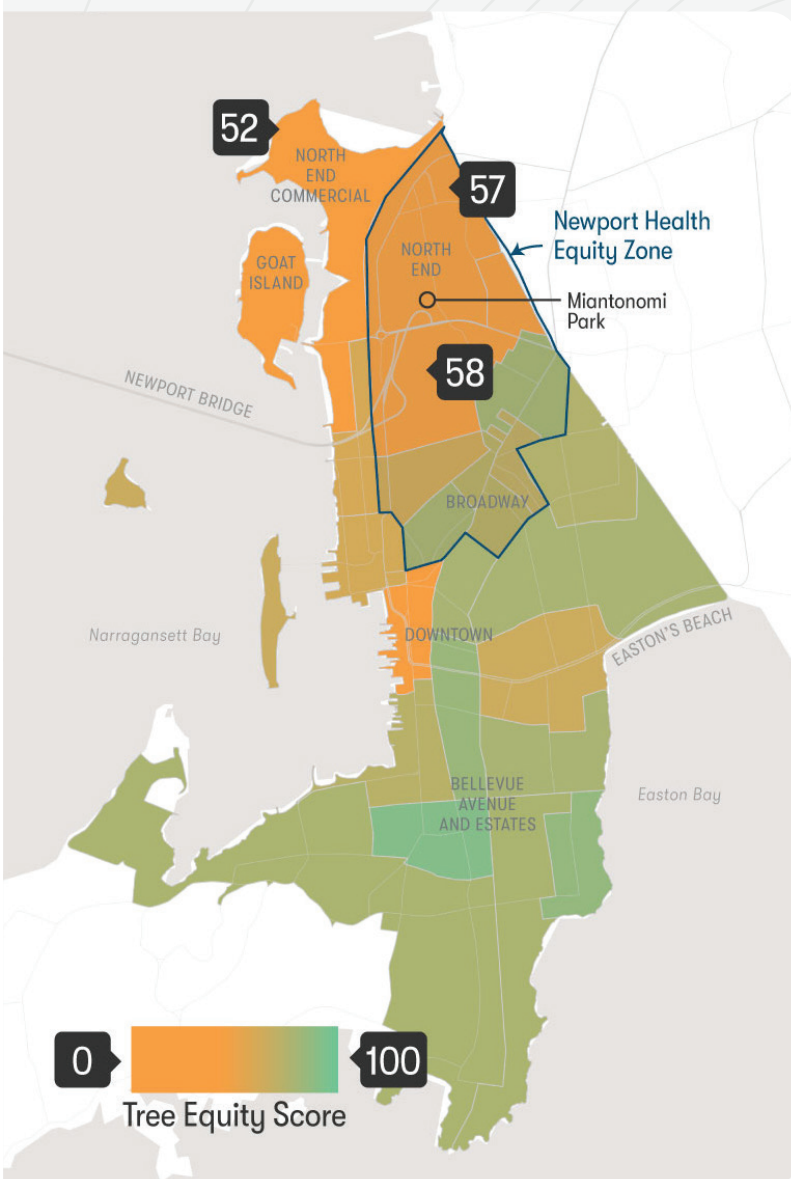 52
NORTH
END
COMMERCIAL
57
Newport Health
Equity Zone
NORTH
END
GOAT
ISLAND
Miantonomi
Park
58
NEWPORT BRIDGE
BROADWAY
Narragansett Bay
DOWNTOWN
EASTON'S BEACH
BELLEVUE
AVENUE
AND ESTATES
Easton Bay
0
100
Tree Equity Score